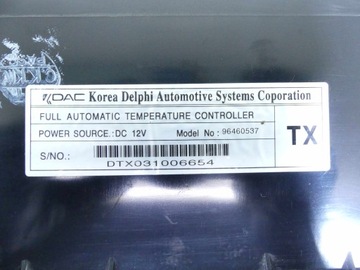 KDAC Korea Delphi Automotive Systems Coporation
FULL AUTOMATIC TEMPERATURE CONTROLLER
POWER SOURCE.: DC 12V Model No : 96460537
TX
S/NO.:
DTX031006654